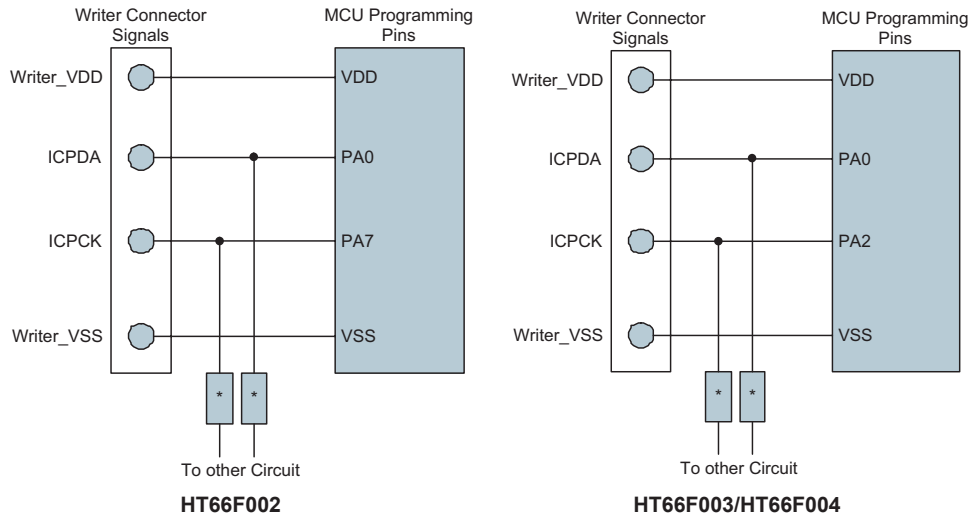 Writer Connector
Signals
MCU Programming
Pins
Writer_VDD
VDD
ICPDA
PA0
ICPCK
PA7
Writer_VSS
VSS
*
*
To other Circuit
HT66F002
Writer Connector
Signals
MCU Programming
Pins
Writer_VDD
VDD
ICPDA
PA0
ICPCK
PA2
Writer_VSS
VSS
*
*
To other Circuit
HT66F003/HT66F004